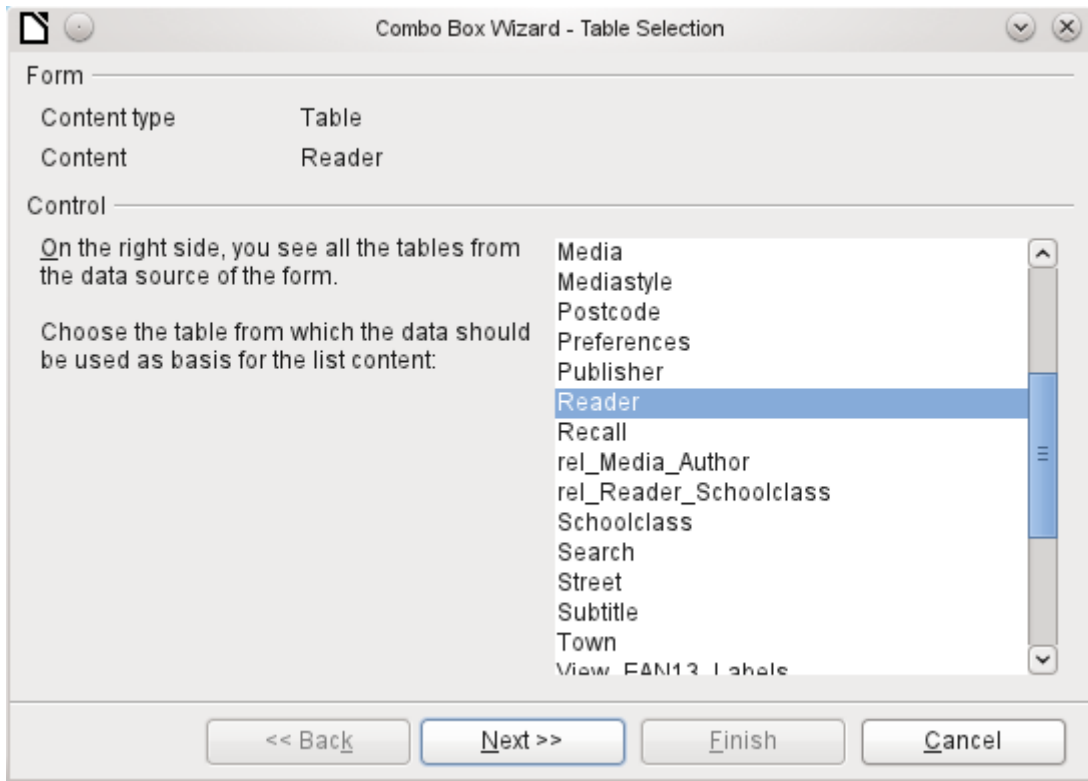 Combo Box Wizard - Table Selection
Form
Content type Table
Content Reader
Control
On the right side, you see all the tables from
the data source of the form.
Choose the table from which the data should
be used as basis for the list content:
Media
Mediastyle
Postcode
Preferences
Publisher
Reader
Recall
rel_Media_Author
rel_Reader_Schoolclass
Schoolclass
Search
Street
Subtitle
Town
View_EAN13_Labels
<< Back Next >> Finish Cancel